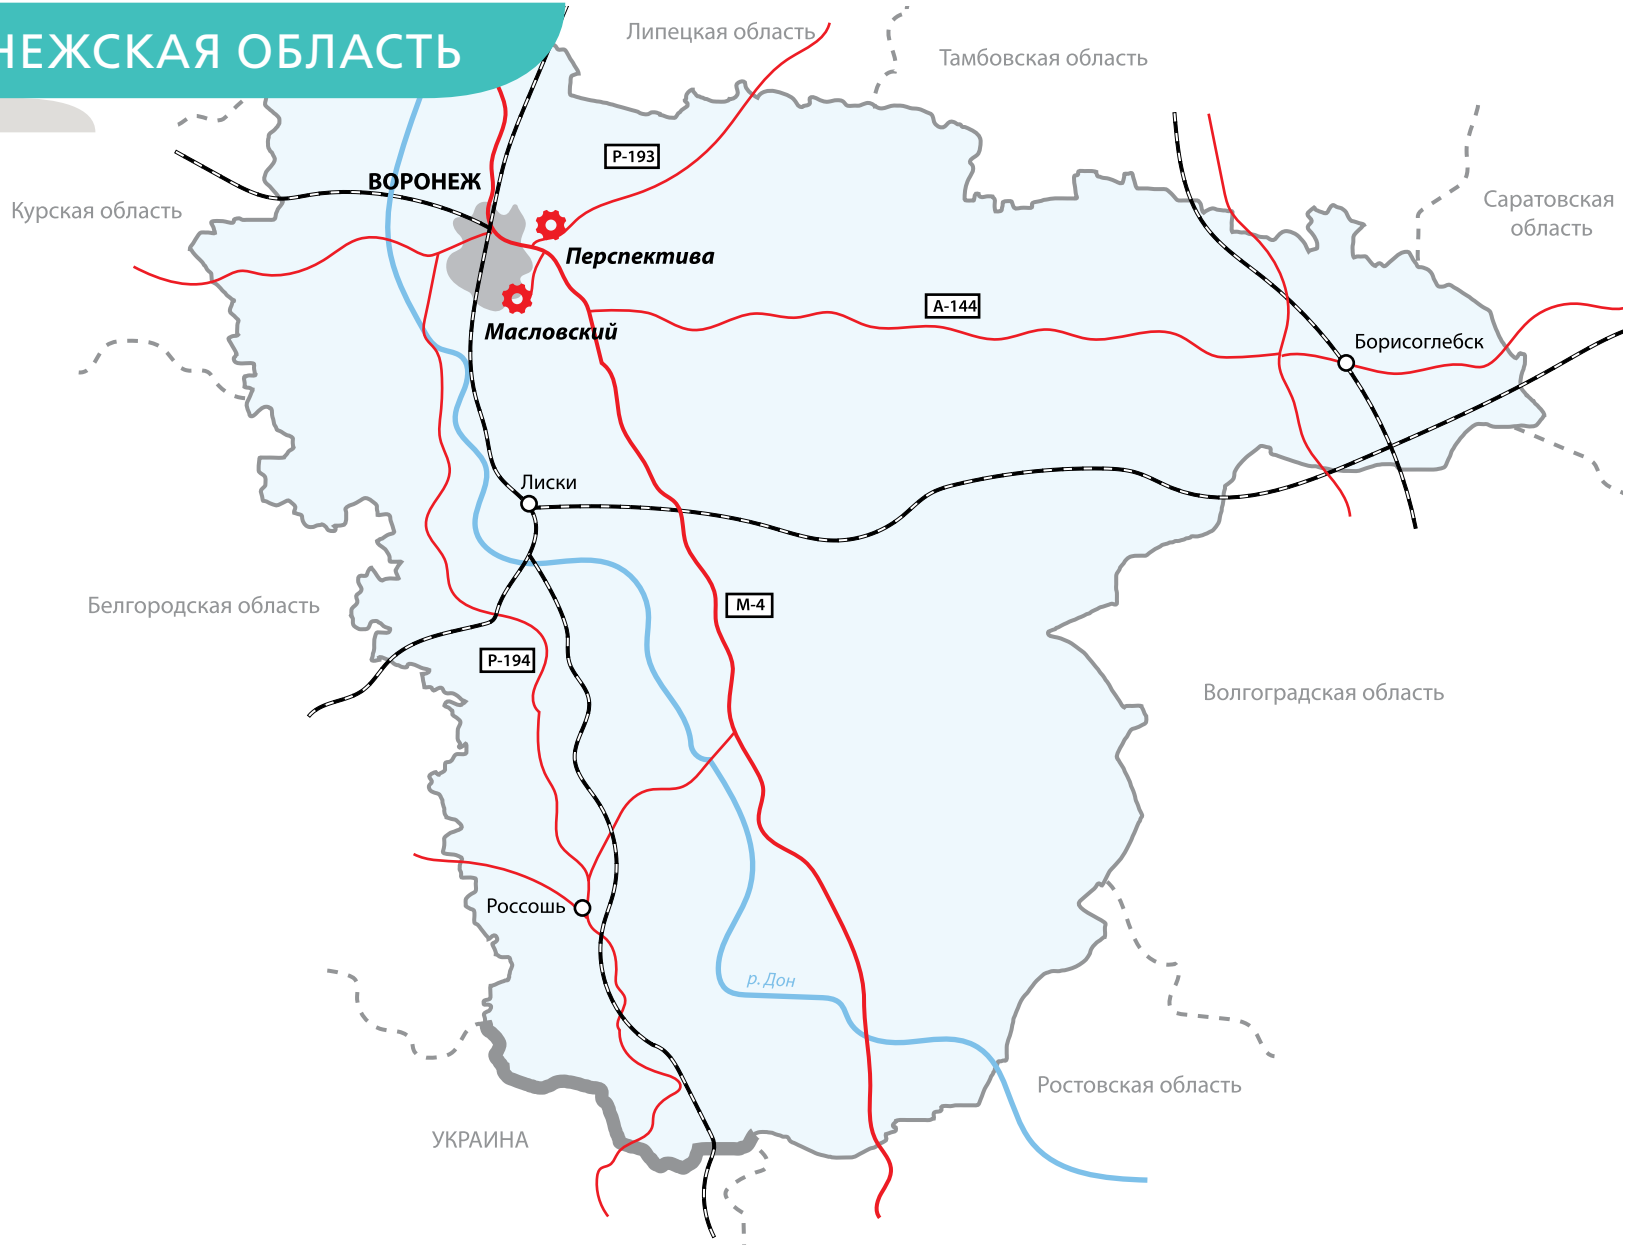 НЕЖСКАЯ ОБЛАСТЬ
Липецкая область
Тамбовская область
Р-193
ВОРОНЕЖ
Курская область
Саратовская
область
Перспектива
А-144
Масловский
Борисоглебск
Лиски
Белгородская область
М-4
Р-194
Волгоградская область
Россошь
р. Дон
Ростовская область
УКРАИНА